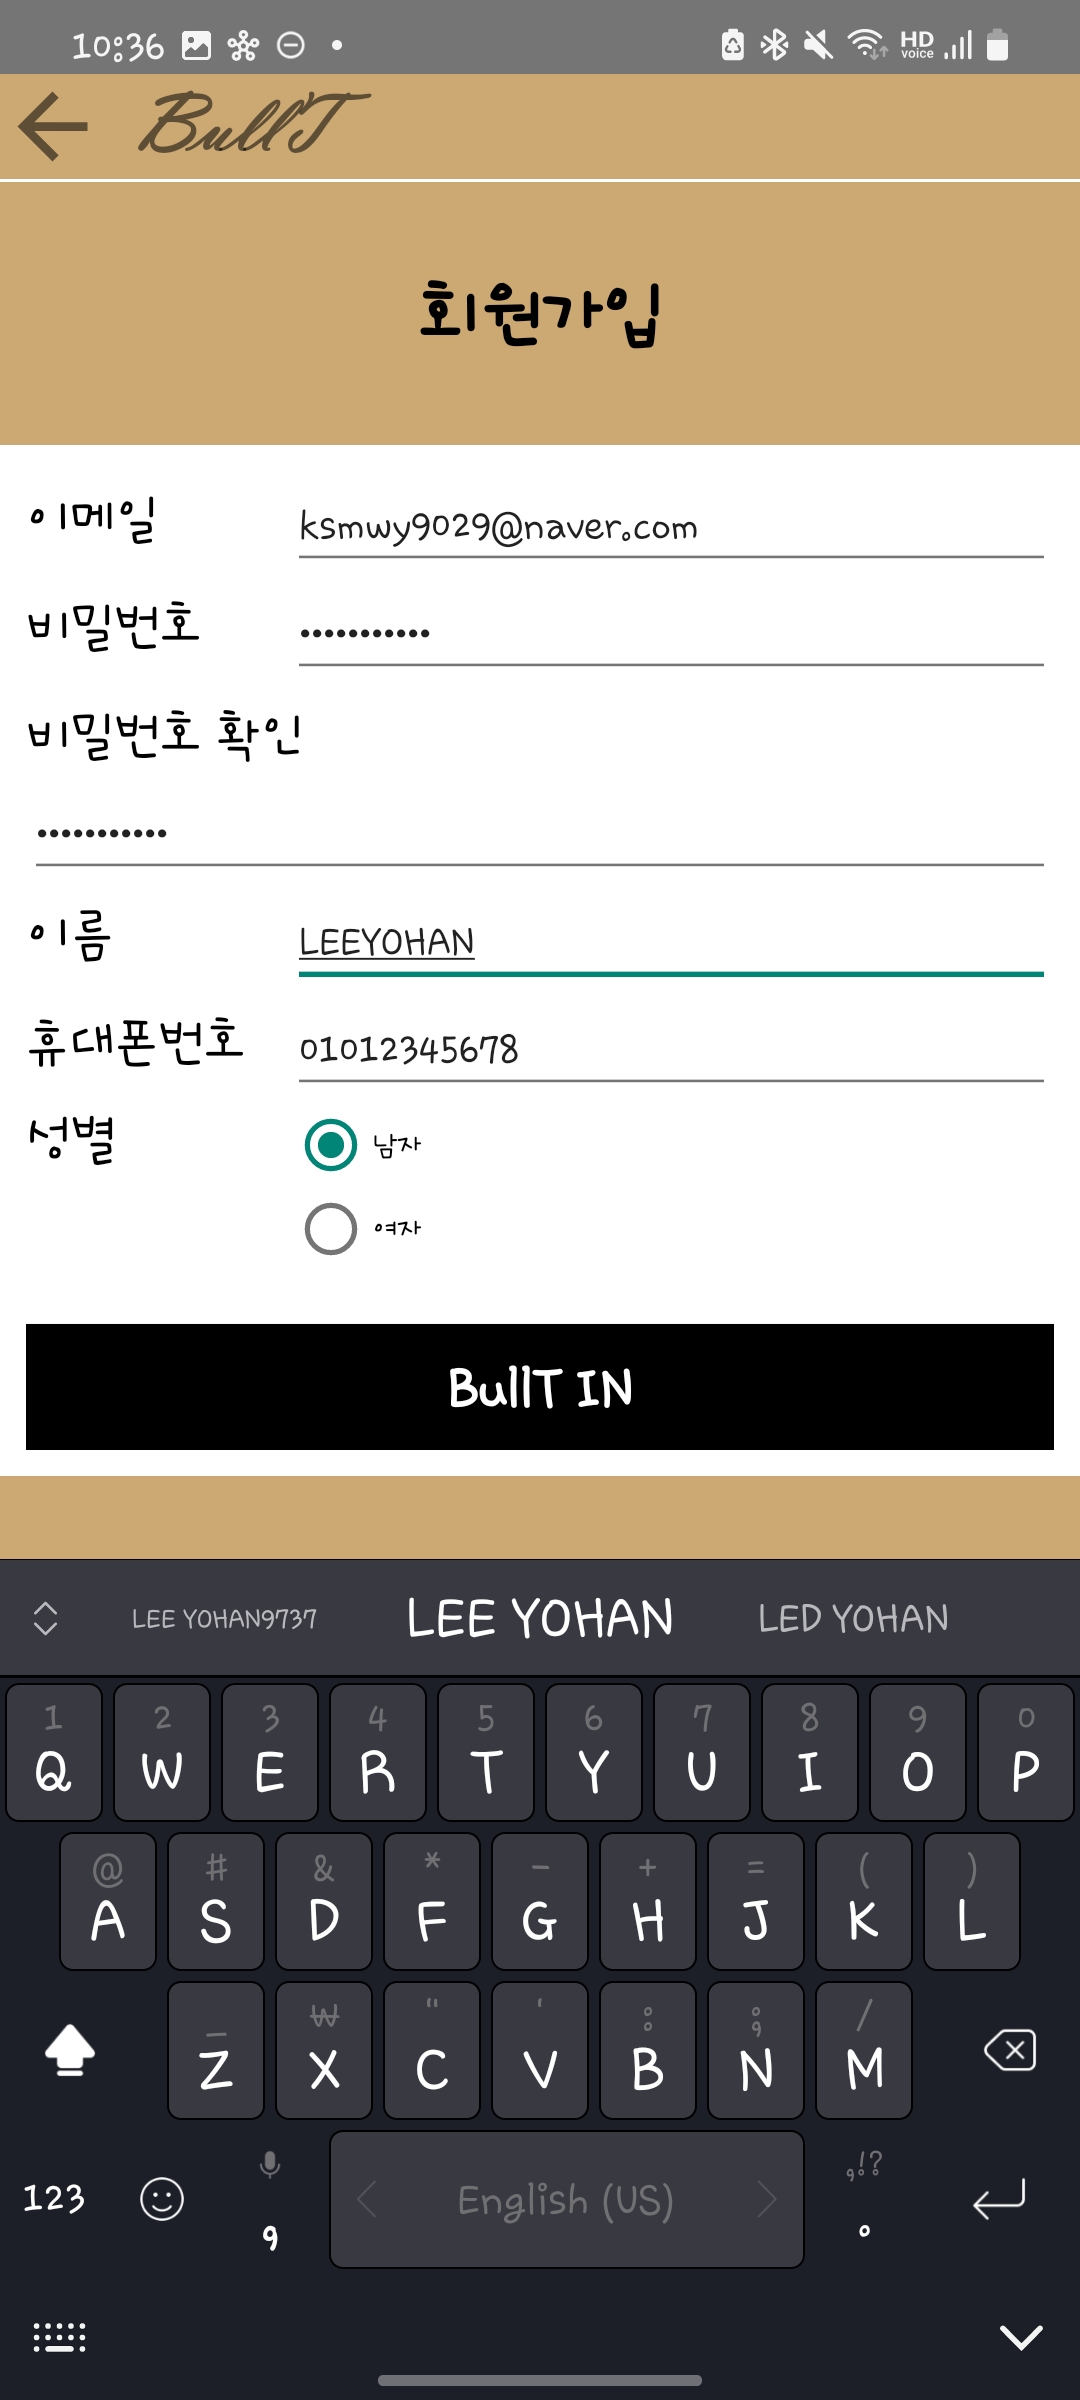 10:36 HD voice
BullT
회원가입
이메일 ksmwy9029@naver.com
비밀번호 •••••••••••
비밀번호 확인
•••••••••••
이름 LEEYOHAN
휴대폰번호 01012345678
성별 남자
여자
BullT IN
LEE YOHAN9737 LEE YOHAN LED YOHAN
1 2 3 4 5 6 7 8 9 0
Q W E R T Y U I O P
@ # & * - + = ( )
A S D F G H J K L
_ ₩ " ' : ; /
Z X C V B N M
,!?
123 , English (US) .